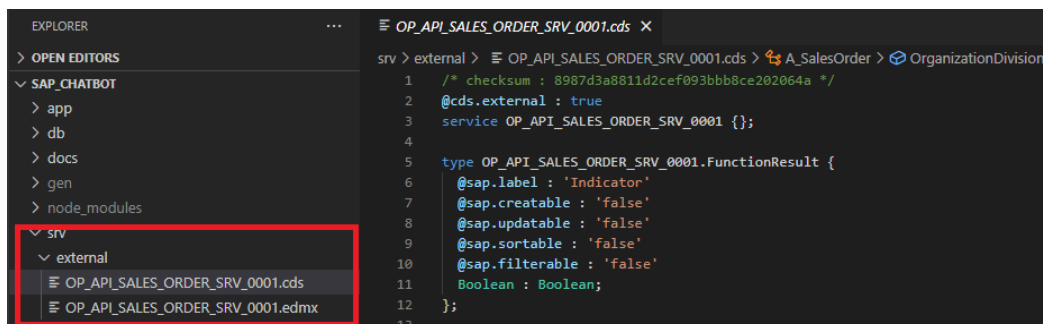 EXPLORER
OPEN EDITORS
SAP_CHATBOT
app
db
docs
gen
node_modules
srv
external
OP_API_SALES_ORDER_SRV_0001.cds
OP_API_SALES_ORDER_SRV_0001.edmx
OP_API_SALES_ORDER_SRV_0001.cds
srv > external > OP_API_SALES_ORDER_SRV_0001.cds > A_SalesOrder > OrganizationDivision
1 /* checksum : 8987d3a8811d2cef093bbb8ce202064a */
2 @cds.external : true
3 service OP_API_SALES_ORDER_SRV_0001 {};
4
5 type OP_API_SALES_ORDER_SRV_0001.FunctionResult {
6 @sap.label : 'Indicator'
7 @sap.creatable : 'false'
8 @sap.updatable : 'false'
9 @sap.sortable : 'false'
10 @sap.filterable : 'false'
11 Boolean : Boolean;
12 };